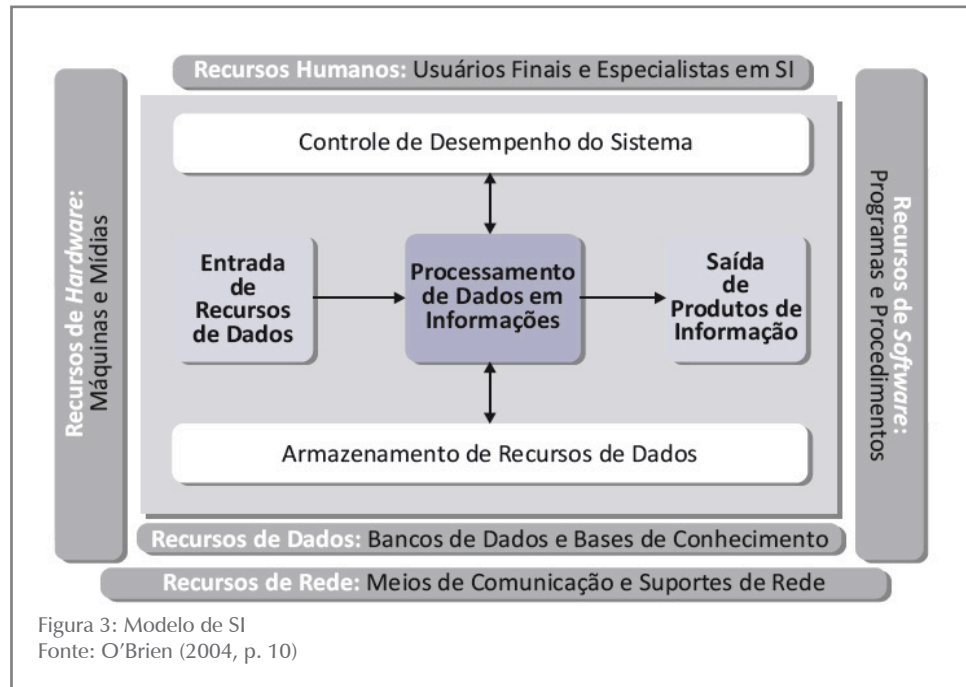 Recursos Humanos: Usuários Finais e Especialistas em SI
Recursos de Hardware:
Máquinas e Mídias
Controle de Desempenho do Sistema
Entrada
de
Recursos
de Dados
Processamento
de Dados em
Informações
Saída
de
Produtos de
Informação
Armazenamento de Recursos de Dados
Recursos de Software:
Programas e Procedimentos
Recursos de Dados: Bancos de Dados e Bases de Conhecimento
Recursos de Rede: Meios de Comunicação e Suportes de Rede
Figura 3: Modelo de SI
Fonte: O’Brien (2004, p. 10)